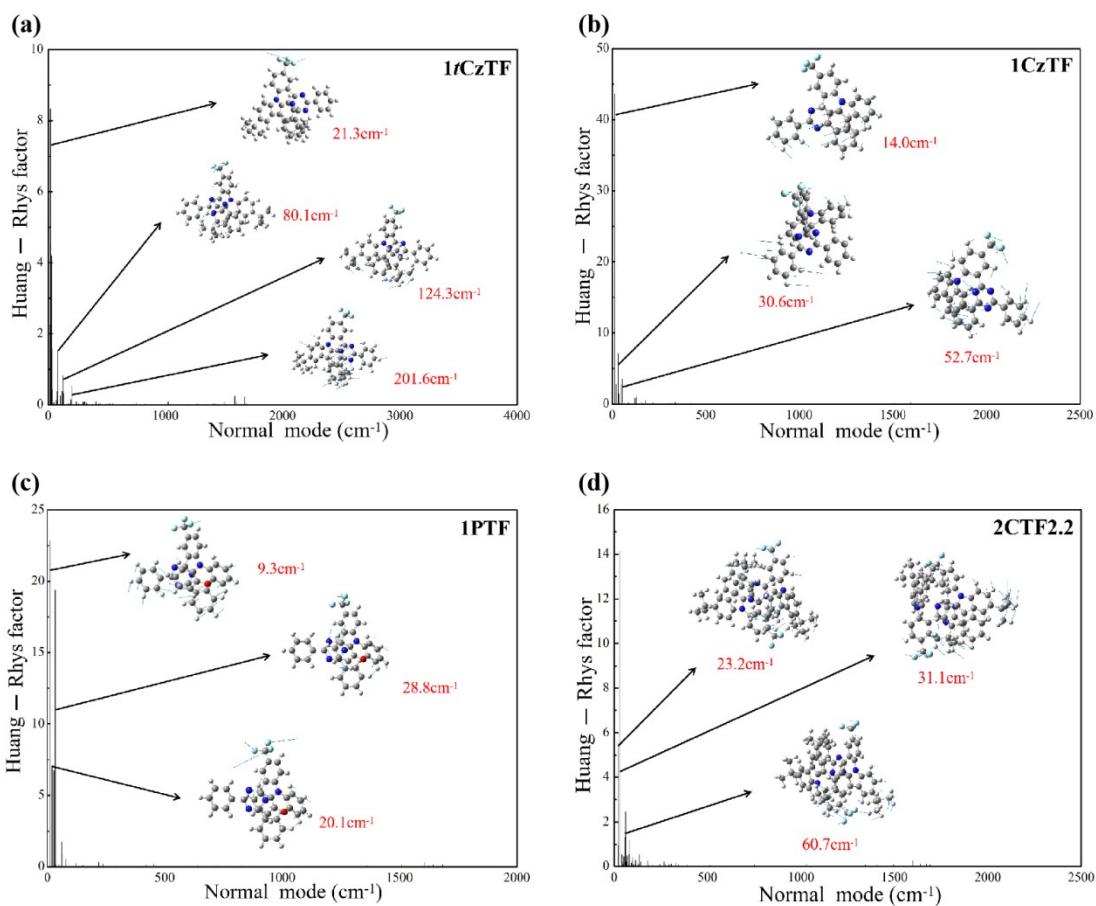 (a)
1tCzTF
Huang — Rhys factor
10
8
6
4
2
0
21.3cm-1
80.1cm-1
124.3cm-1
201.6cm-1
0 1000 2000 3000 4000
Normal mode (cm-1)
(b)
1CzTF
Huang — Rhys factor
50
40
30
20
10
0
14.0cm-1
30.6cm-1
52.7cm-1
0 500 1000 1500 2000 2500
Normal mode (cm-1)
(c)
1PTF
Huang — Rhys factor
25
20
15
10
5
0
9.3cm-1
28.8cm-1
20.1cm-1
0 500 1000 1500 2000
Normal mode (cm-1)
(d)
2CTF2.2
Huang — Rhys factor
16
14
12
10
8
6
4
2
0
23.2cm-1
31.1cm-1
60.7cm-1
0 500 1000 1500 2000 2500
Normal mode (cm-1)